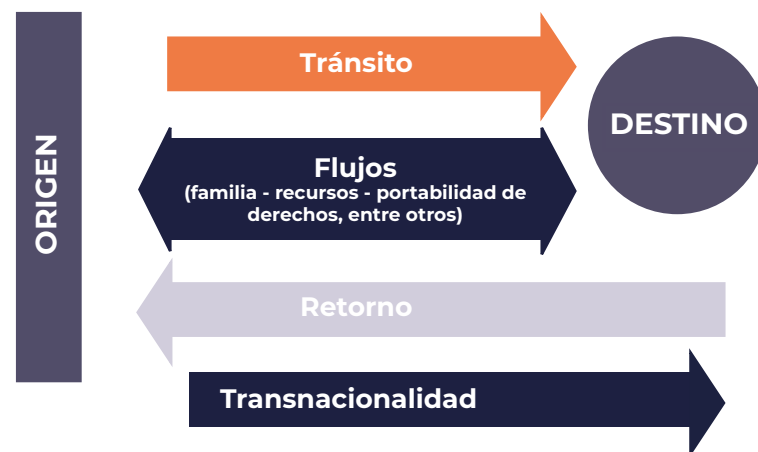 ORIGEN
Tránsito
DESTINO
Flujos
(familia - recursos - portabilidad de
derechos, entre otros)
Retorno
Transnacionalidad